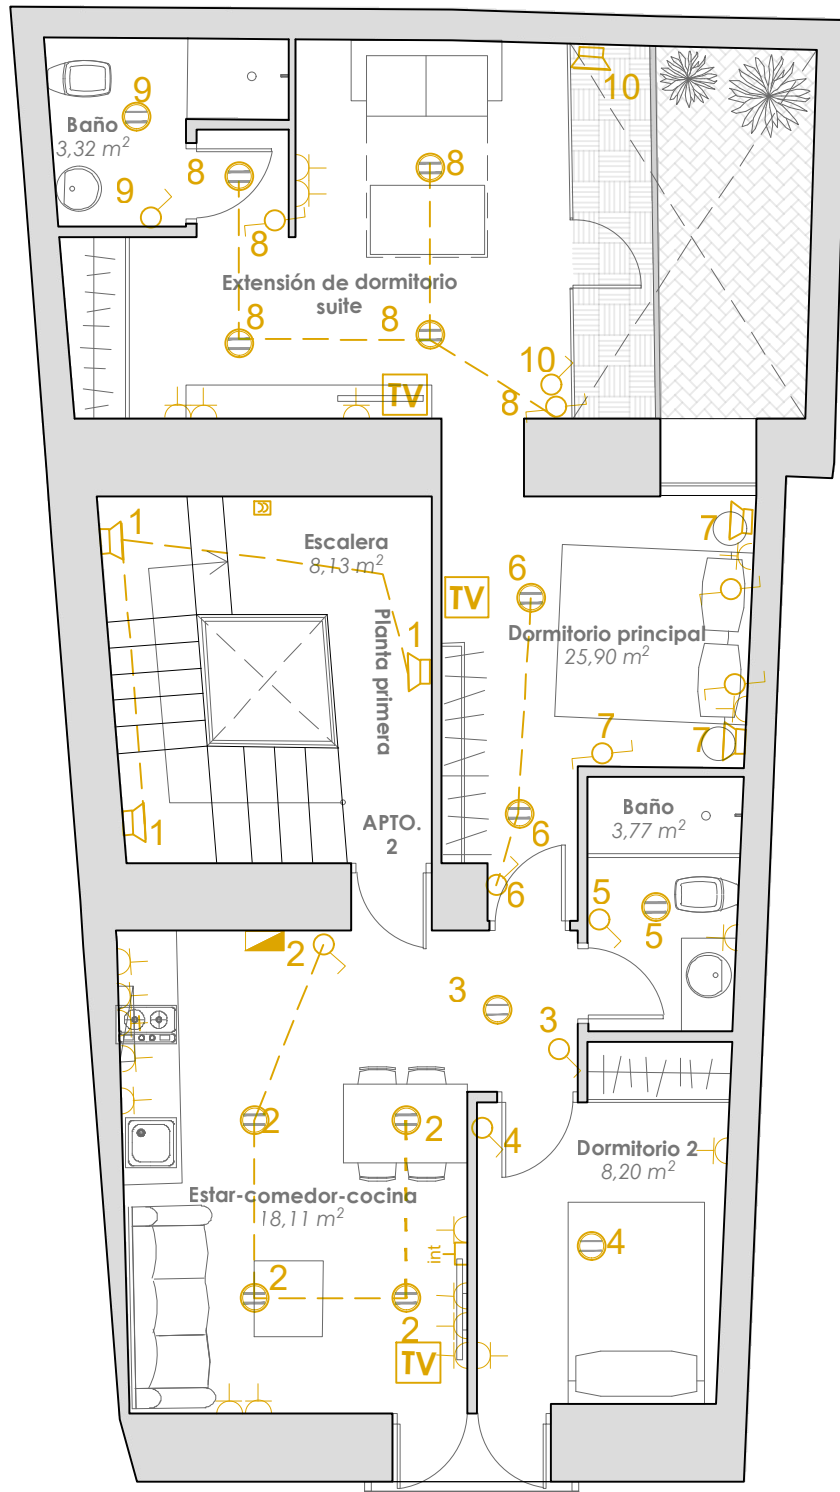 9
Baño
3,32 m²
8
9
8
8
10
Extensión de dormitorio
suite
8
8
10
8
TV
1
Escalera
8,13 m²
Planta primera
1
1
APTO.
2
7
6
TV
Dormitorio principal
25,90 m²
7
7
6
6
Baño
3,77 m²
5
5
2
3
3
2
2
4
Dormitorio 2
8,20 m²
Estar-comedor-cocina
18,11 m²
4
int
2
2
TV